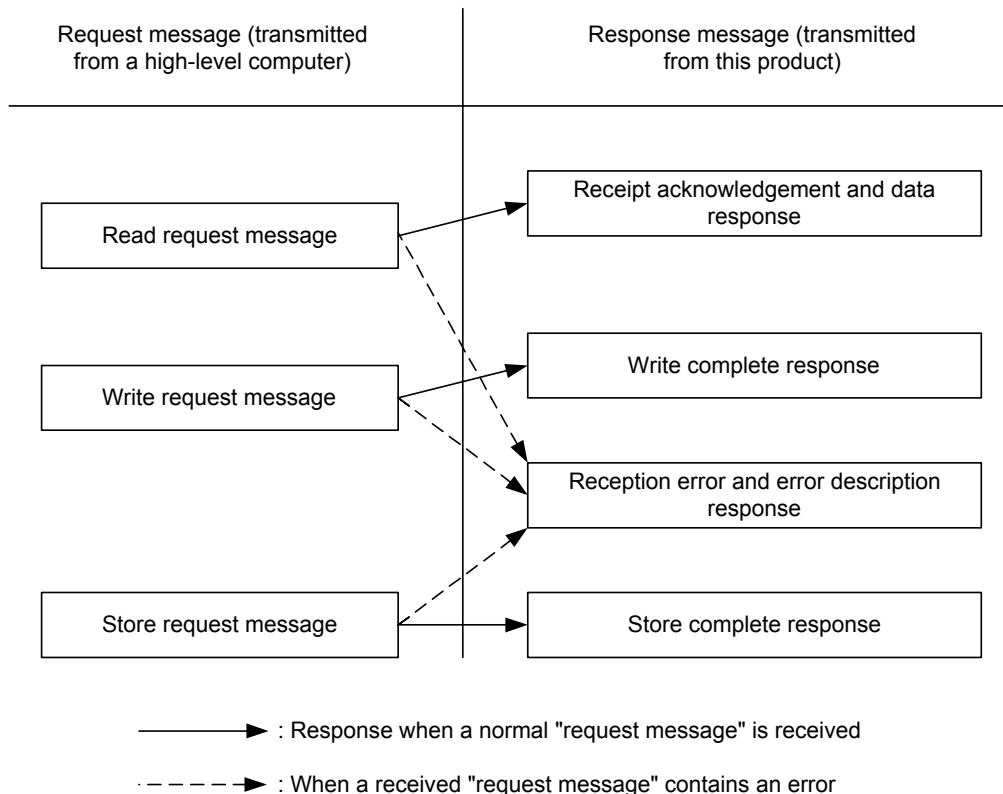 Request message (transmitted
from a high-level computer)
Response message (transmitted
from this product)
Receipt acknowledgement and data
response
Read request message
Write complete response
Write request message
Reception error and error description
response
Store request message
Store complete response
: Response when a normal "request message" is received
: When a received "request message" contains an error